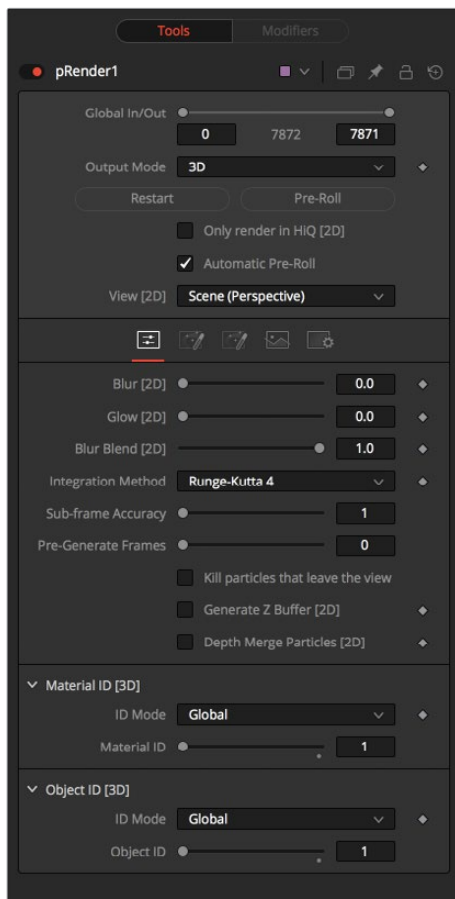 Tools Modifiers
pRender1
Global In/Out
0 7872 7871
Output Mode 3D
Restart Pre-Roll
Only render in HiQ [2D]
Automatic Pre-Roll
View [2D] Scene (Perspective)
Blur [2D] 0.0
Glow [2D] 0.0
Blur Blend [2D] 1.0
Integration Method Runge-Kutta 4
Sub-frame Accuracy 1
Pre-Generate Frames 0
Kill particles that leave the view
Generate Z Buffer [2D]
Depth Merge Particles [2D]
Material ID [3D]
ID Mode Global
Material ID 1
Object ID [3D]
ID Mode Global
Object ID 1